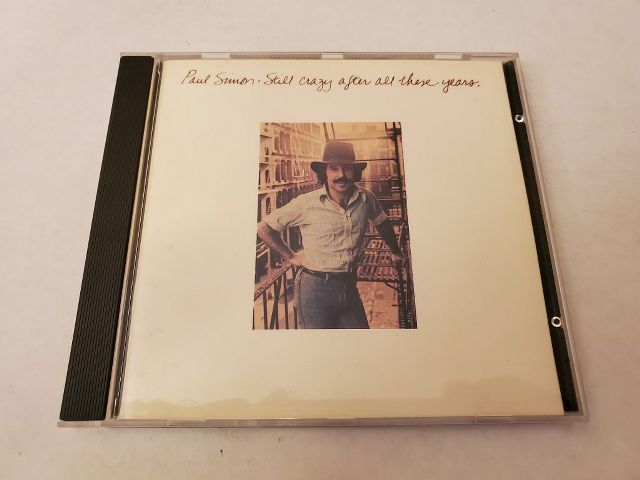 Paul Simon · Still crazy after all these years.